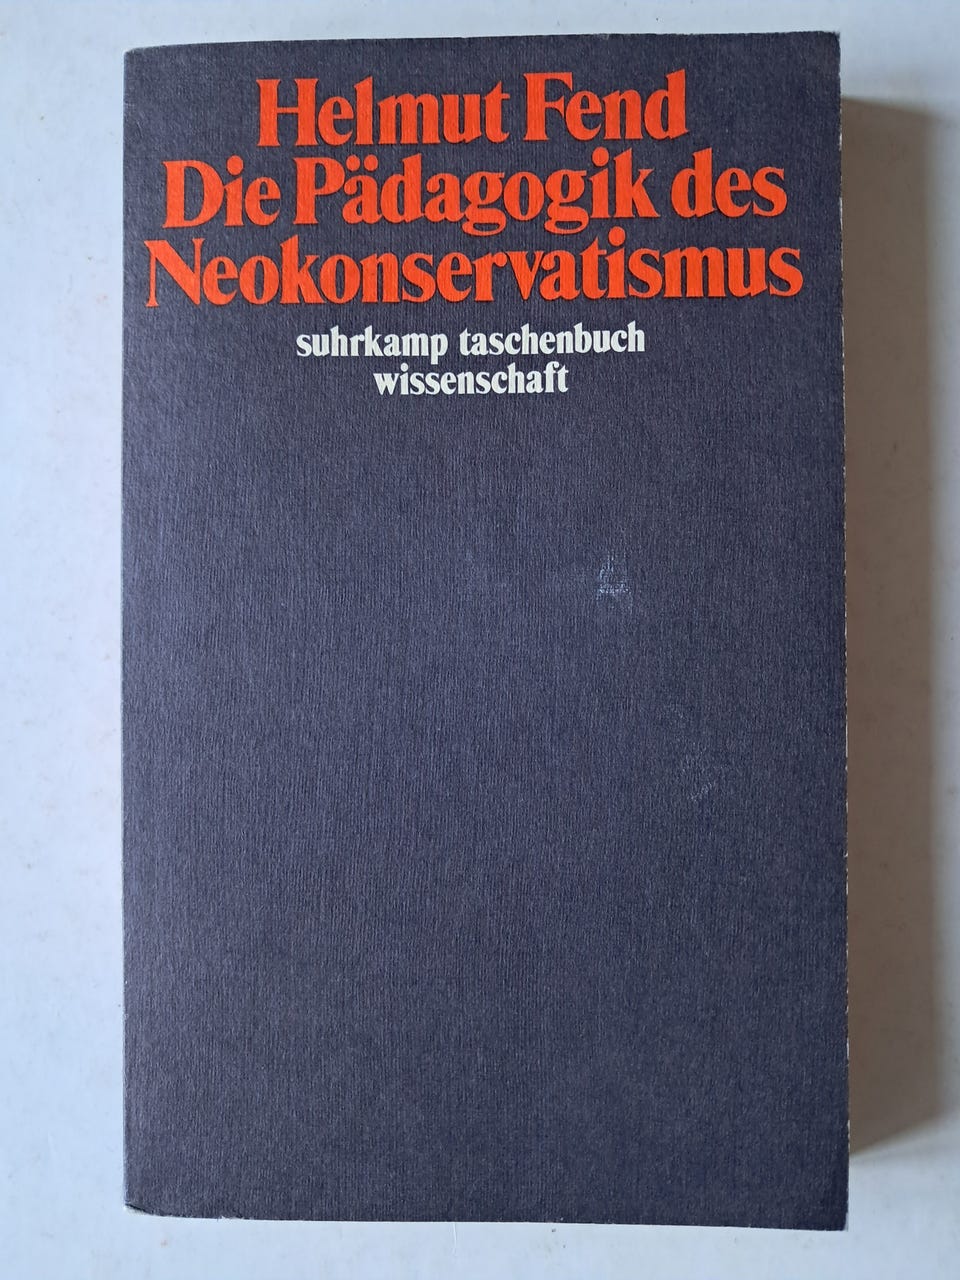 Helmut Fend
Die Pädagogik des
Neokonservatismus
suhrkamp taschenbuch
wissenschaft